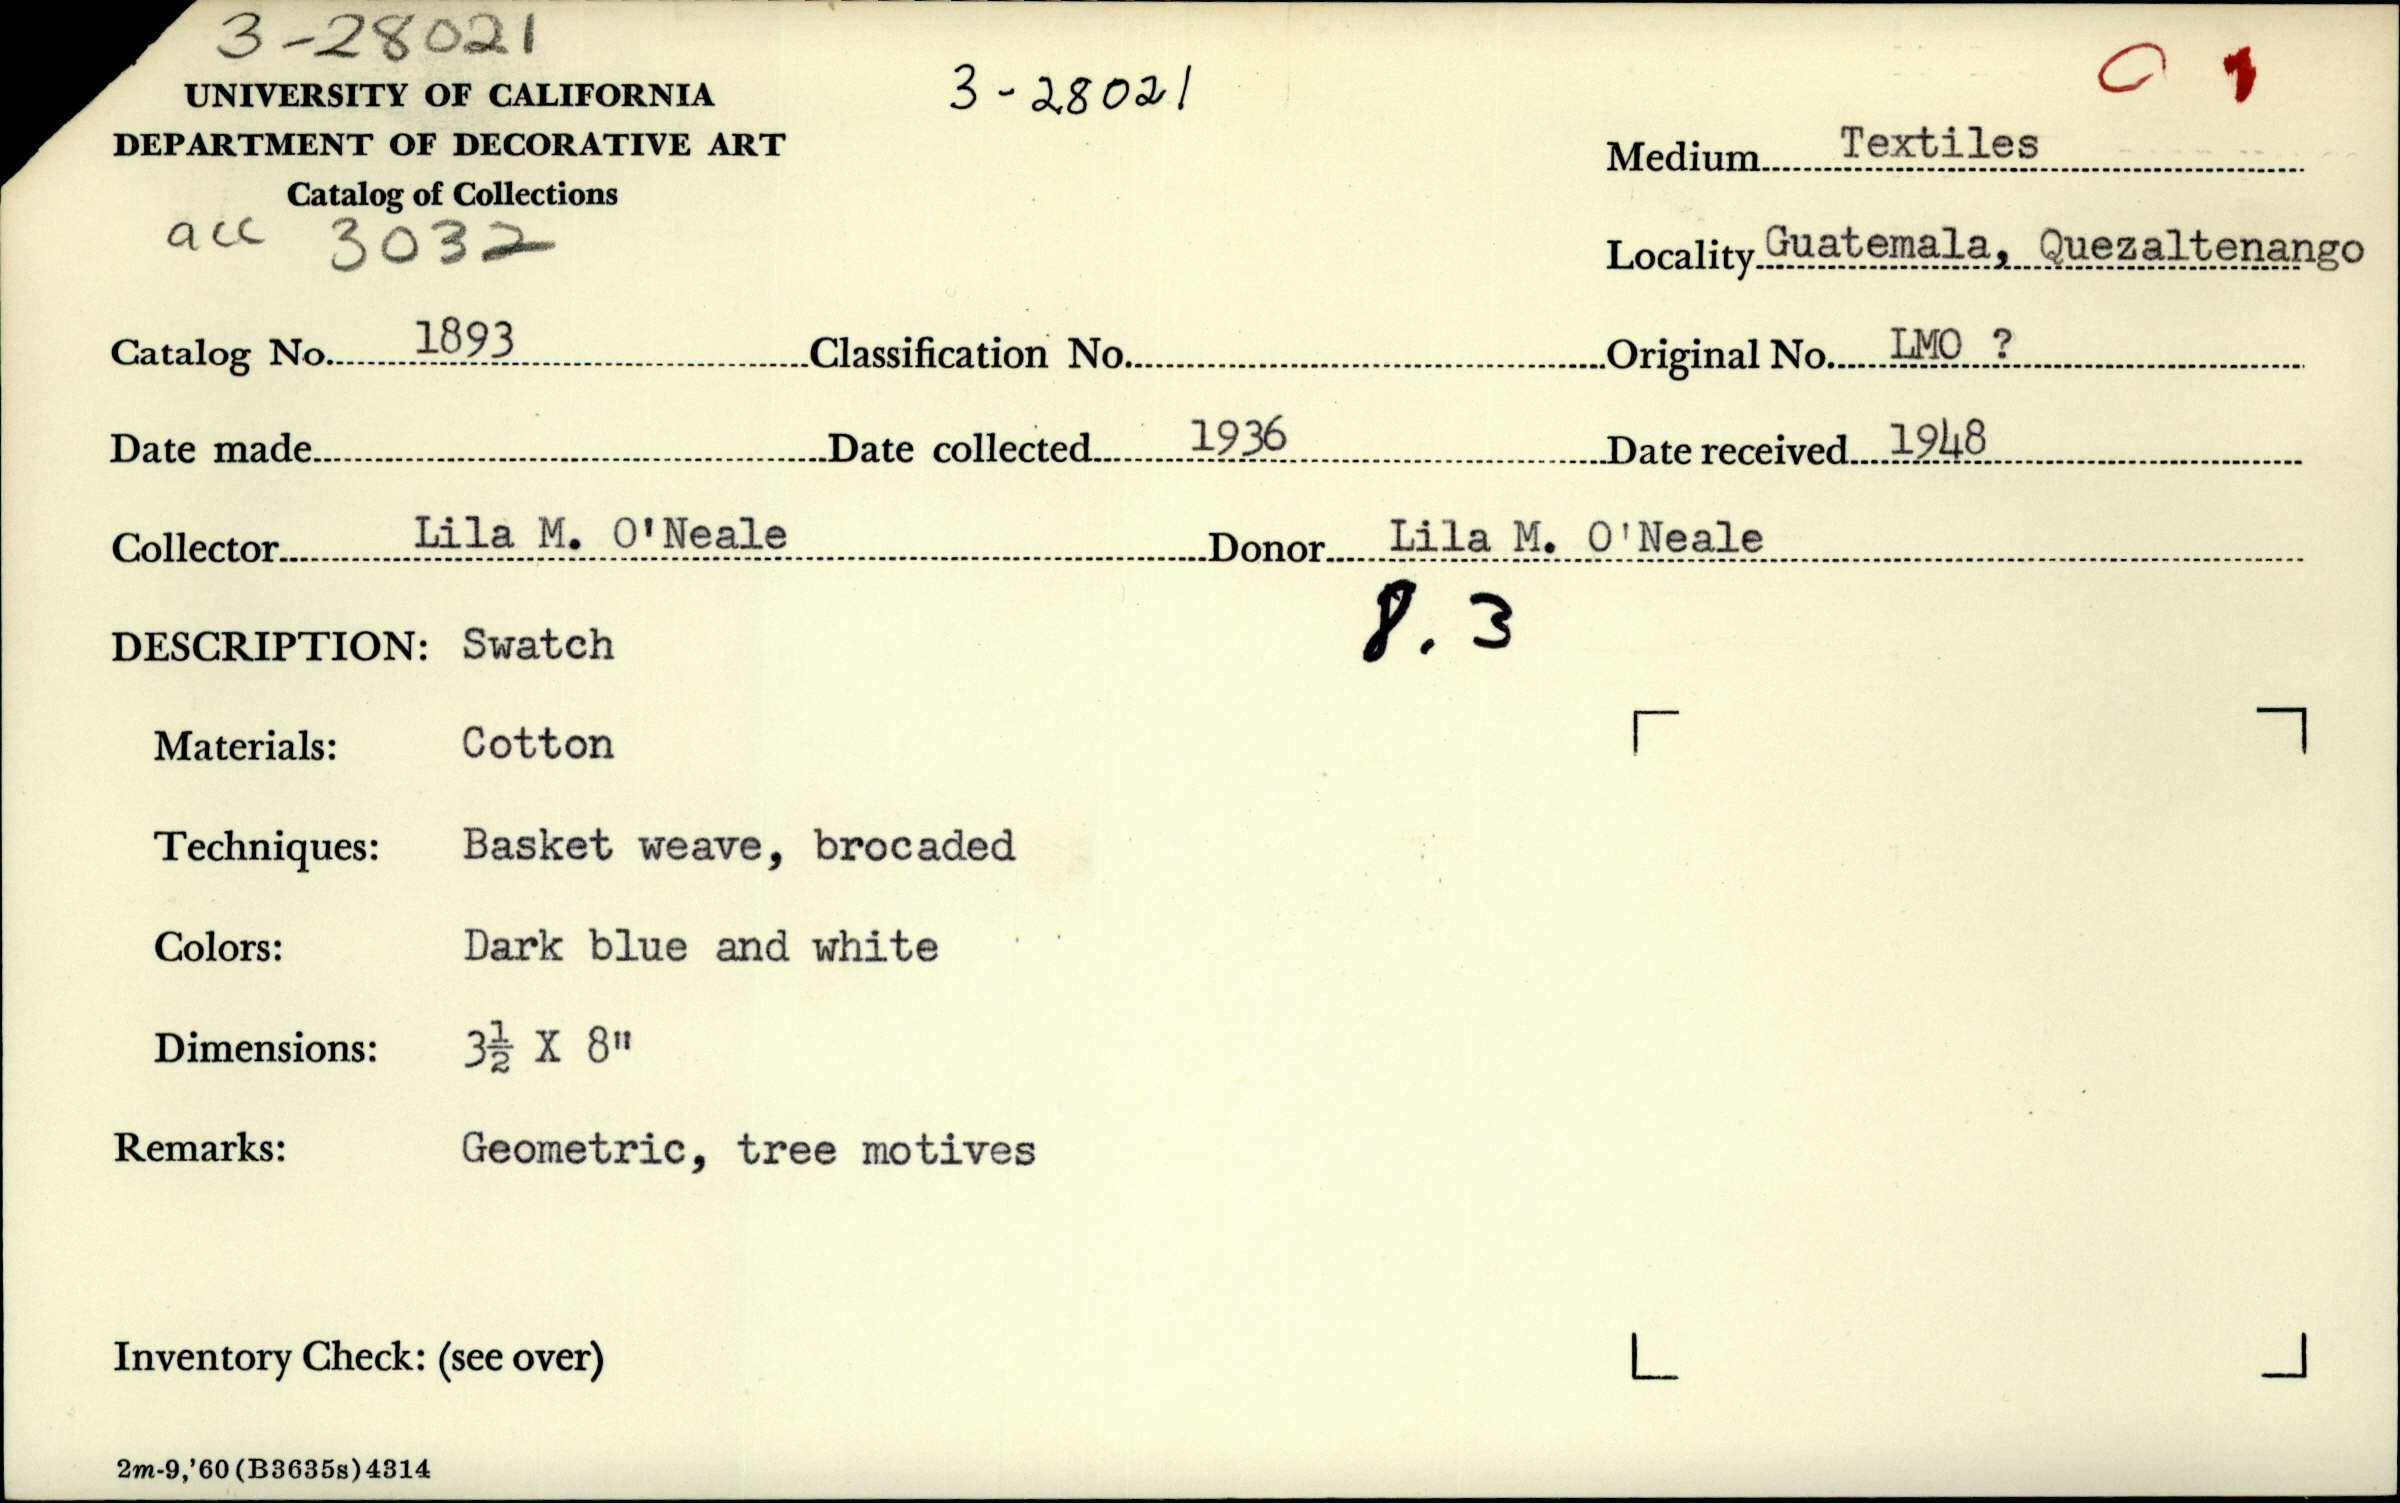 3-28021
UNIVERSITY OF CALIFORNIA
3-28021
DEPARTMENT OF DECORATIVE ART
Medium Textiles
Catalog of Collections
acc 3032
Locality Guatemala, Quezaltenango
Catalog No. 1893 Classification No. Original No. LMO ?
Date made Date collected 1936 Date received 1948
Collector Lila M. O'Neale Donor Lila M. O'Neale
8.3
DESCRIPTION: Swatch
Materials: Cotton
Techniques: Basket weave, brocaded
Colors: Dark blue and white
Dimensions: 3½ X 8"
Remarks: Geometric, tree motives
Inventory Check: (see over)
2m-9,'60(B3635s)4314